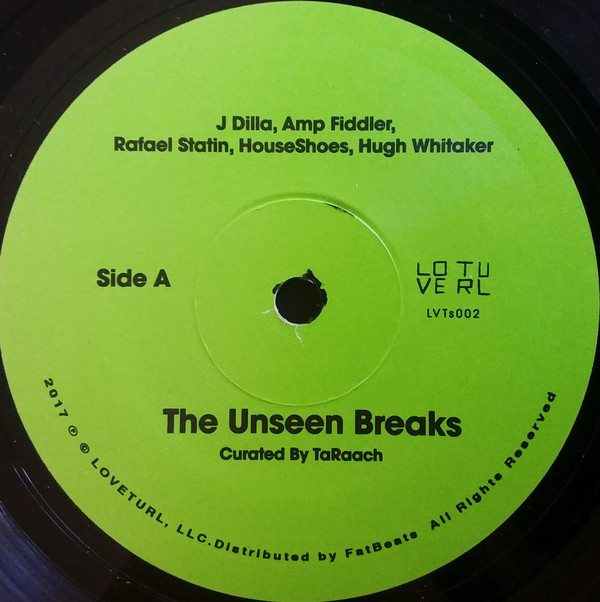 J Dilla, Amp Fiddler,
Rafael Statin, HouseShoes, Hugh Whitaker
Side A
LO TU
VE RL
LVTs002
The Unseen Breaks
Curated By TaRaach
2017 ℗ © LOVETURL, LLC.Distributed by FatBeats All Rights Reserved